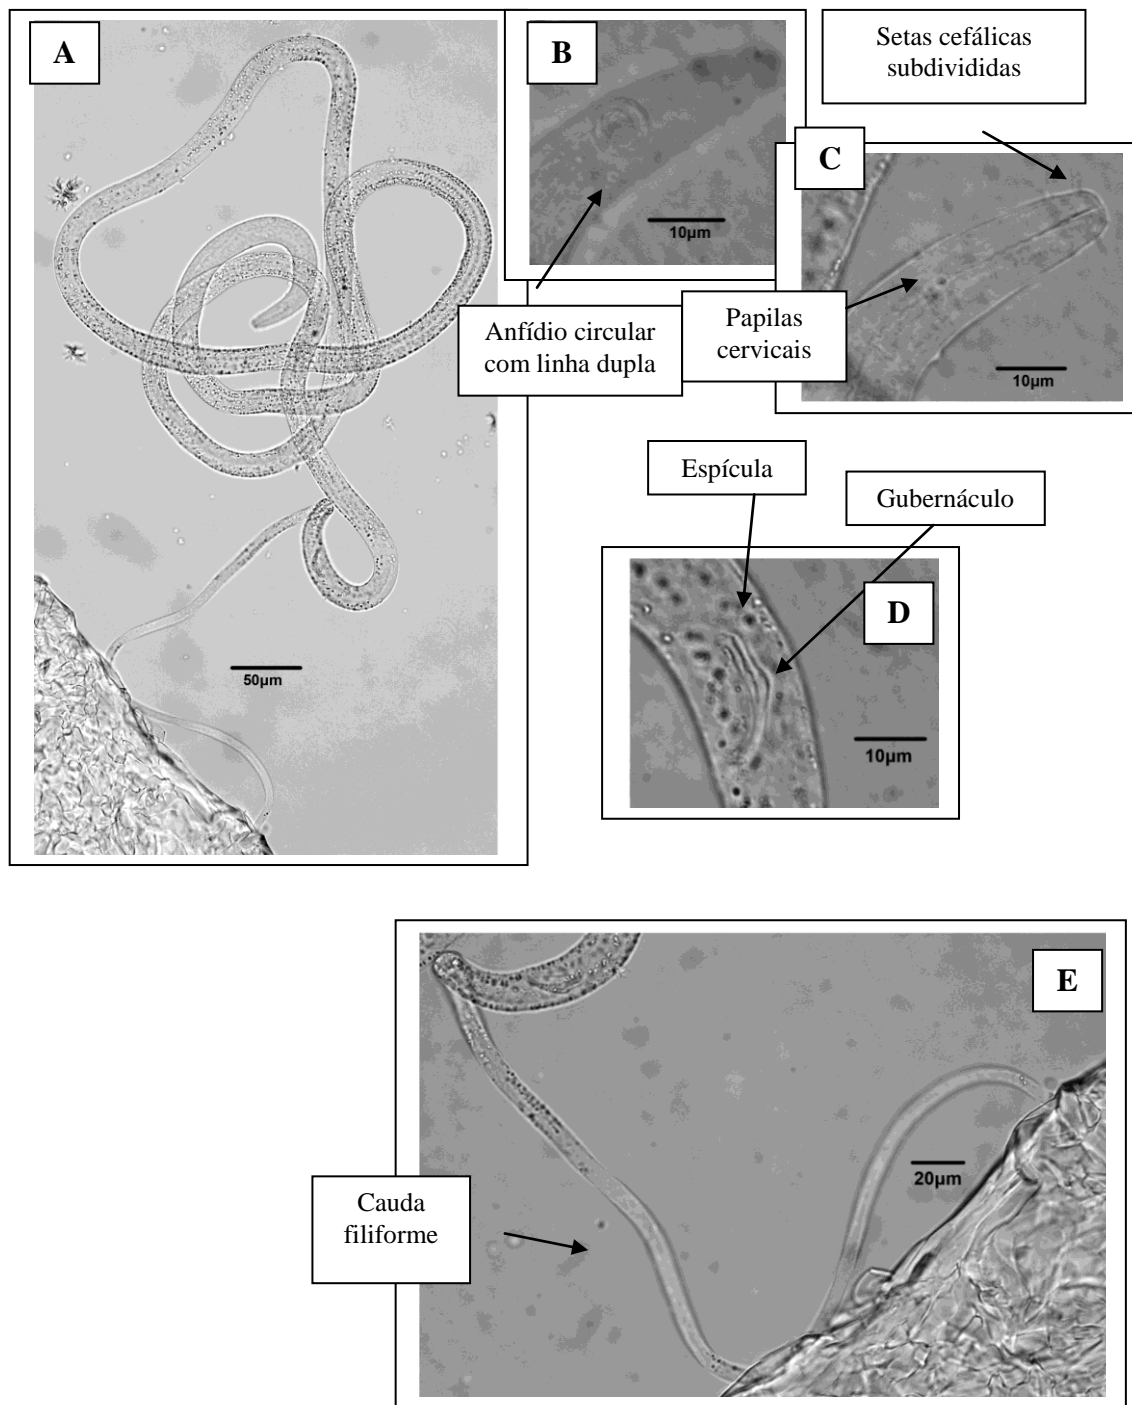 A
B
Setas cefálicas
subdivididas
C
10µm
Anfídio circular
com linha dupla
Papilas
cervicais
10µm
Espícula
Gubernáculo
D
50µm
10µm
E
20µm
Cauda
filiforme